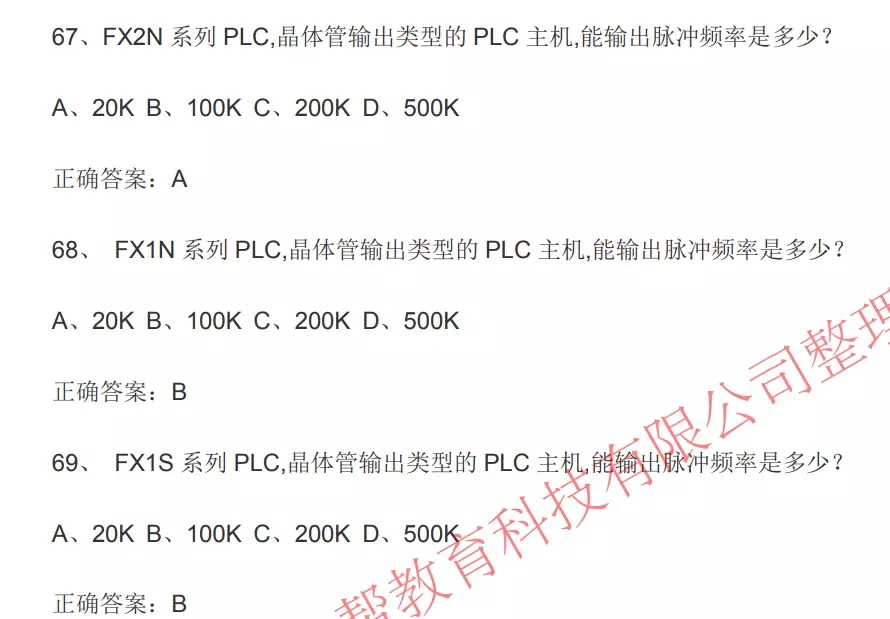 67、FX2N 系列 PLC,晶体管输出类型的 PLC 主机,能输出脉冲频率是多少？
A、20K B、100K C、200K D、500K
正确答案：A
68、 FX1N 系列 PLC,晶体管输出类型的 PLC 主机,能输出脉冲频率是多少？
A、20K B、100K C、200K D、500K
正确答案：B
69、 FX1S 系列 PLC,晶体管输出类型的 PLC 主机,能输出脉冲频率是多少？
A、20K B、100K C、200K D、500K
正确答案：B
帮教育科技有限公司整理